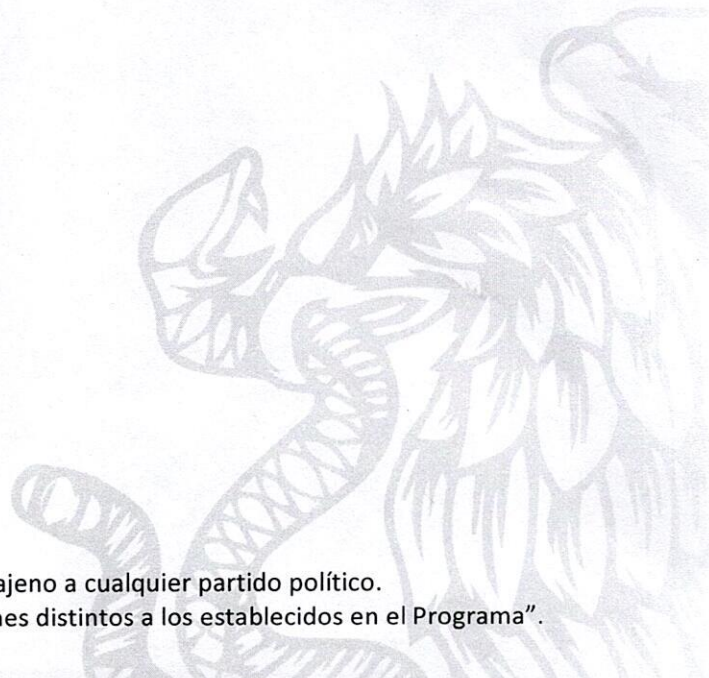 ajeno a cualquier partido político.
nes distintos a los establecidos en el Programa”.